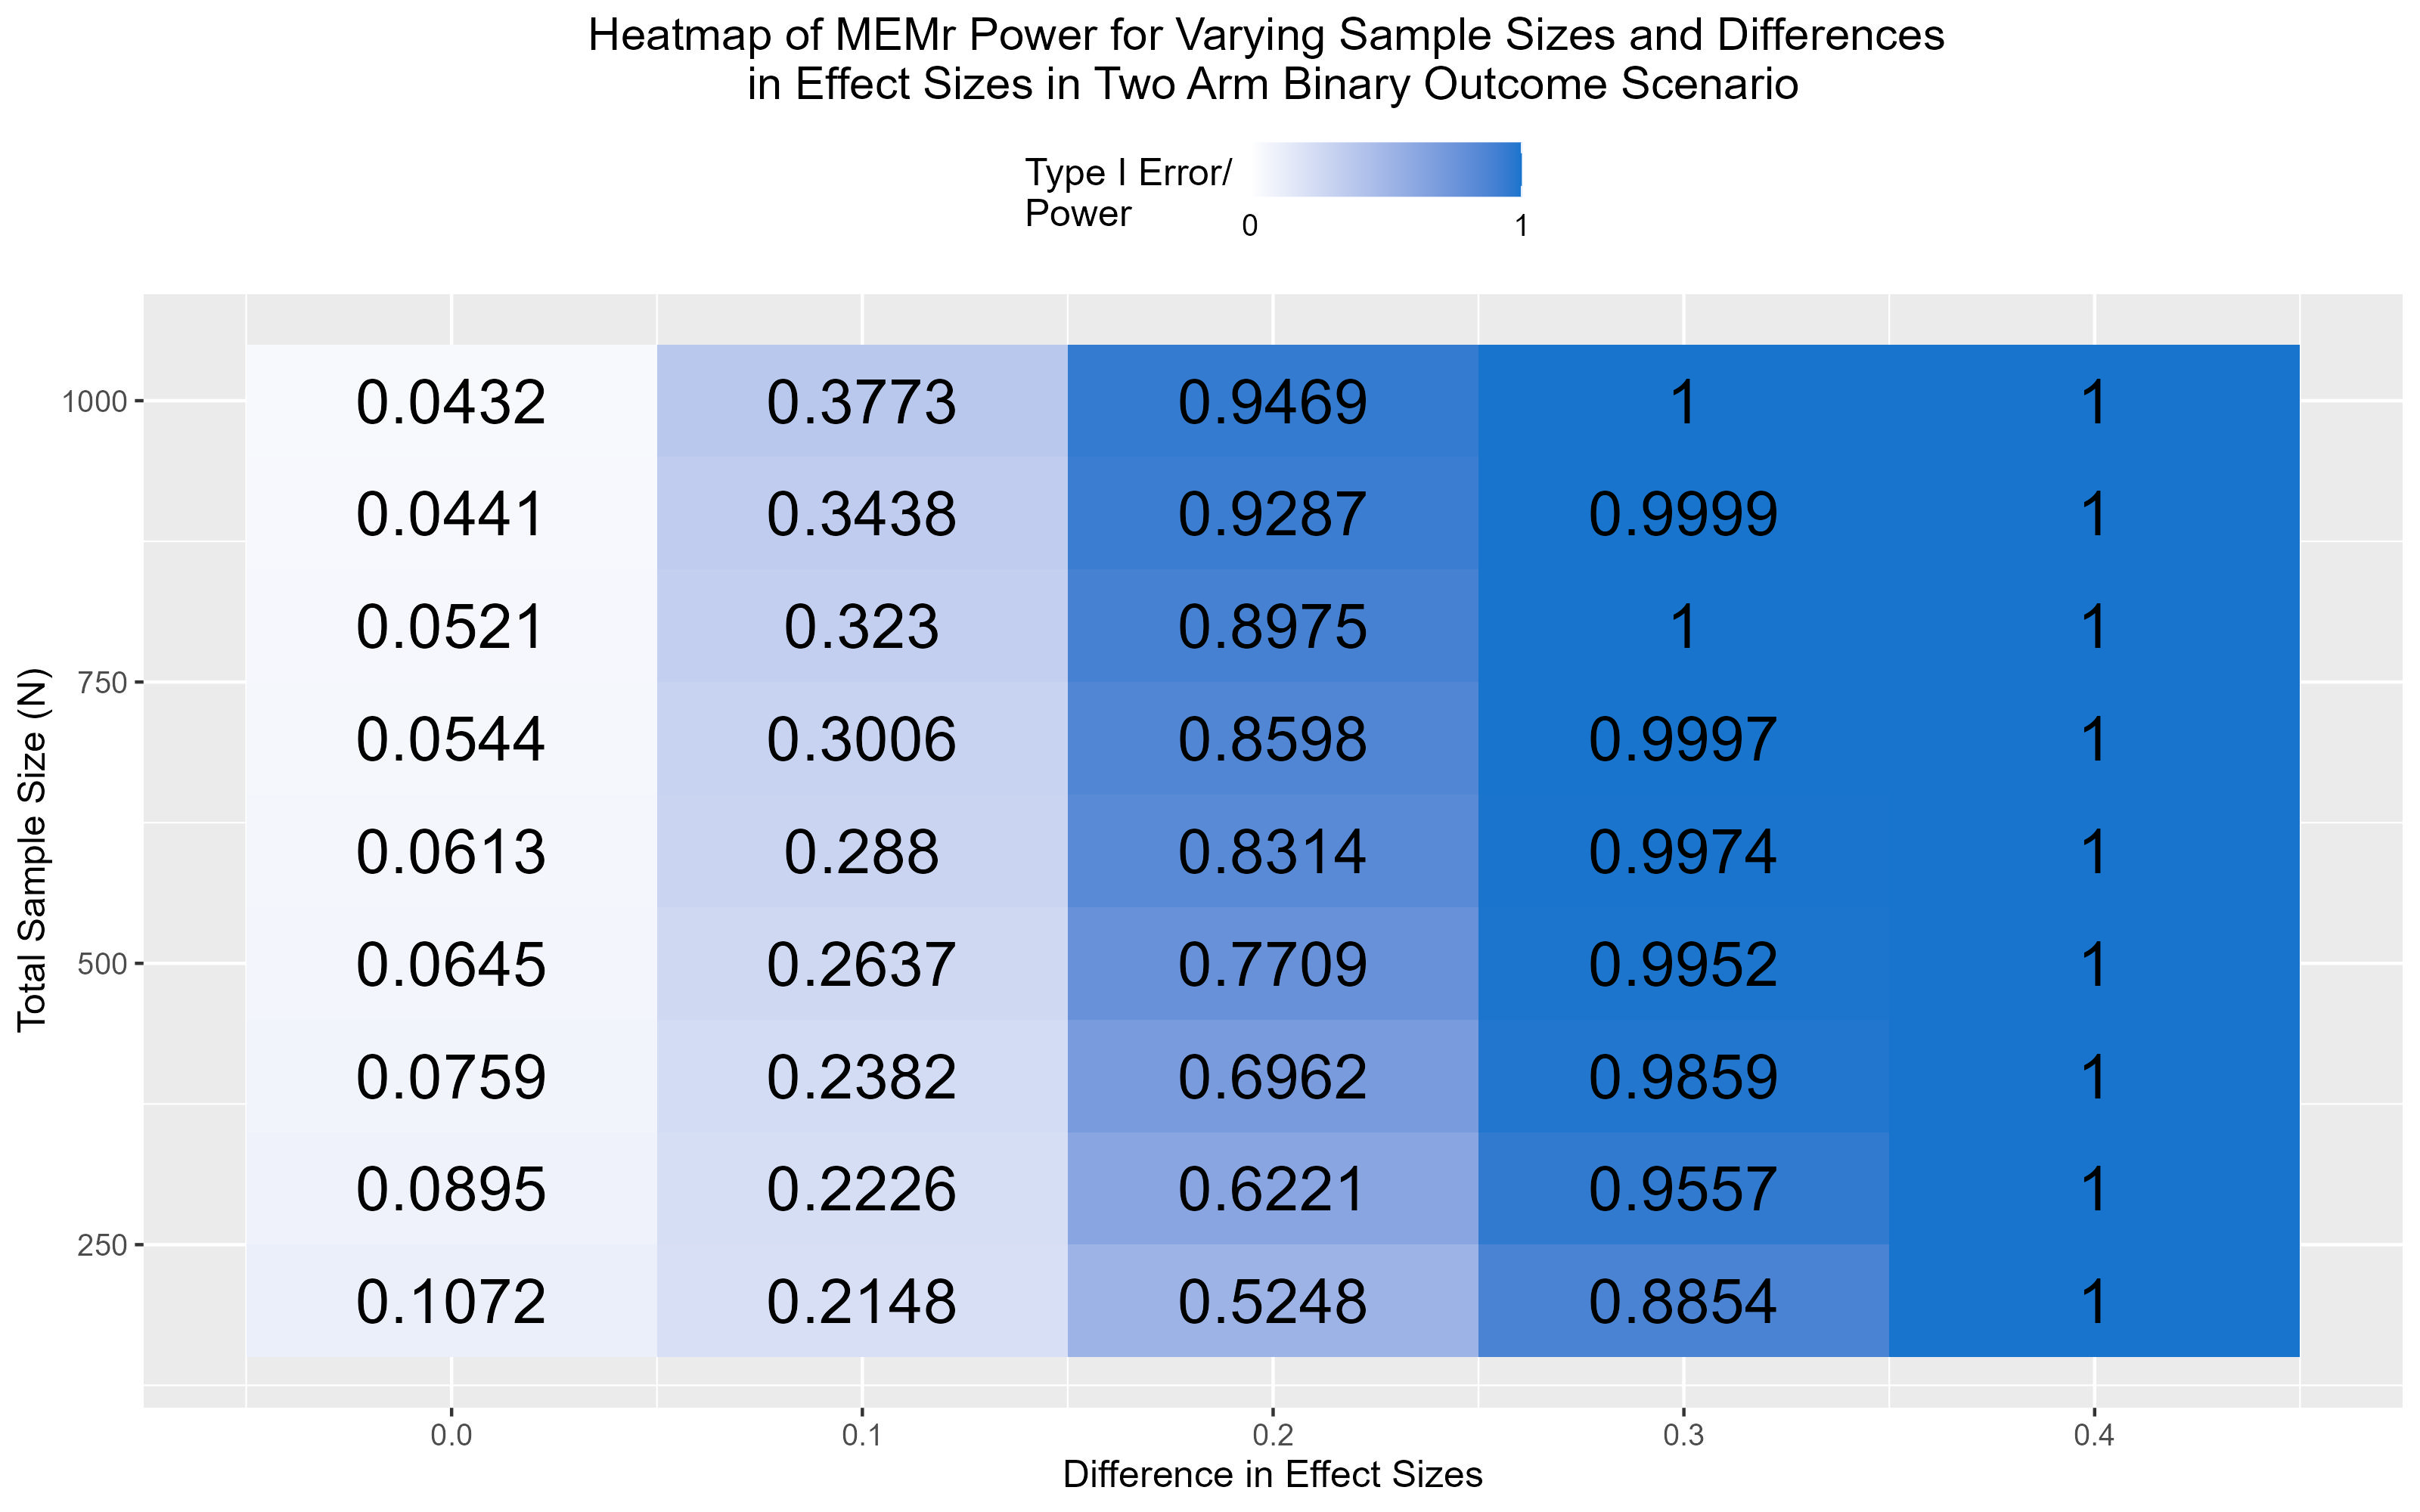 Heatmap of MEMr Power for Varying Sample Sizes and Differences
in Effect Sizes in Two Arm Binary Outcome Scenario
Type I Error/
Power
0 1
Total Sample Size (N)
1000
0.0432 0.3773 0.9469 1 1
0.0441 0.3438 0.9287 0.9999 1
0.0521 0.323 0.8975 1 1
750
0.0544 0.3006 0.8598 0.9997 1
0.0613 0.288 0.8314 0.9974 1
500
0.0645 0.2637 0.7709 0.9952 1
0.0759 0.2382 0.6962 0.9859 1
0.0895 0.2226 0.6221 0.9557 1
250
0.1072 0.2148 0.5248 0.8854 1
0.0 0.1 0.2 0.3 0.4
Difference in Effect Sizes